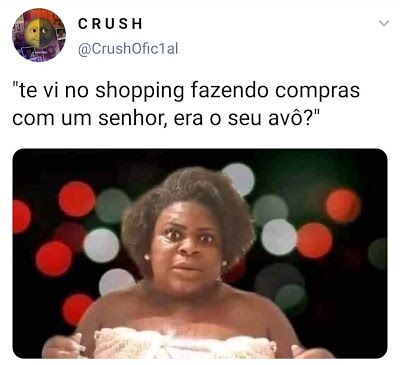 CRUSH
@CrushOfic1al
"te vi no shopping fazendo compras
com um senhor, era o seu avô?"